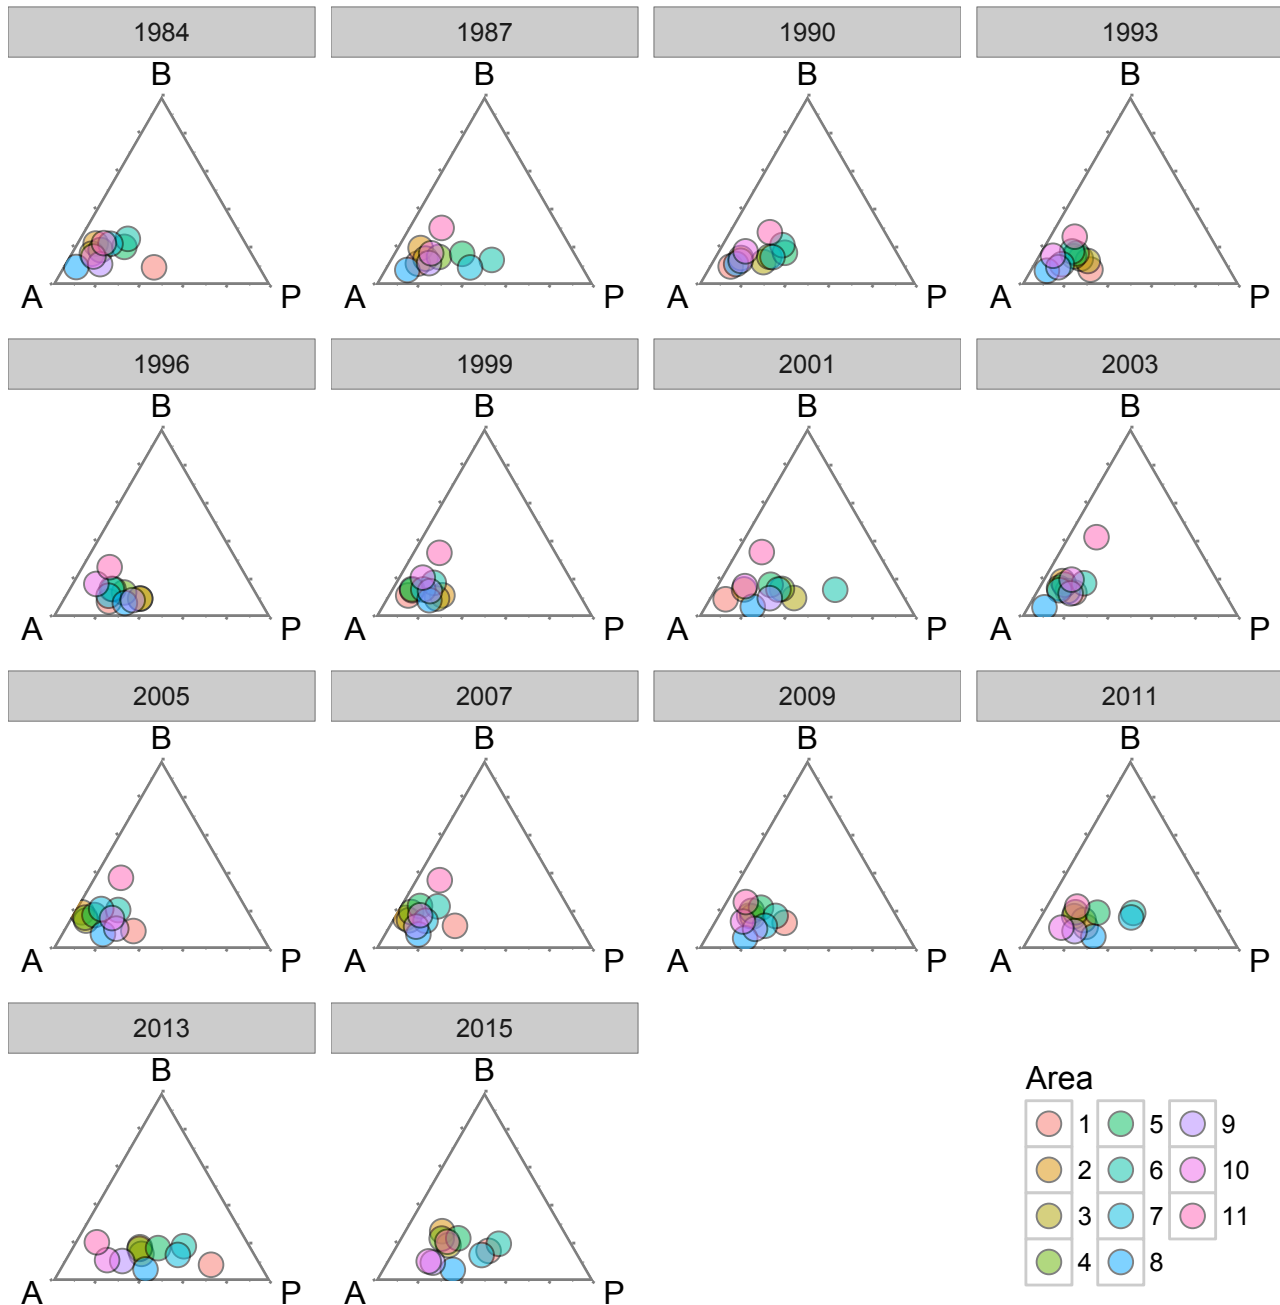 1984 1987 1990 1993
B B B B
A P A P A P A P
1996 1999 2001 2003
B B B B
A P A P A P A P
2005 2007 2009 2011
B B B B
A P A P A P A P
2013 2015
B B
A P A P
Area
1 5 9
2 6 10
3 7 11
4 8